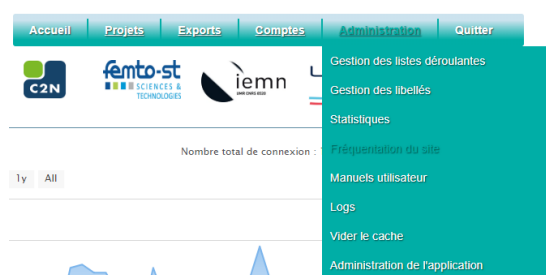 Accueil Projets Exports Comptes Administration Quitter
C2N
femto-st
SCIENCES &
TECHNOLOGIES
iemn
Gestion des listes déroulantes
Gestion des libellés
Statistiques
Fréquentation du site
Manuels utilisateur
Logs
Vider le cache
Administration de l'application
Nombre total de connexion :
1y All